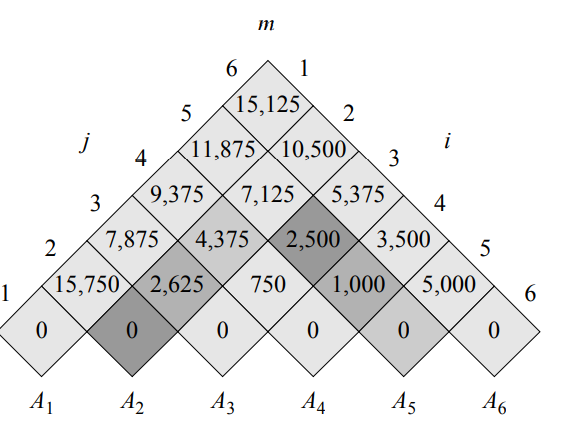 m
6 1
5 15,125 2
j 4 11,875 10,500 3 i
3 9,375 7,125 5,375 4
2 7,875 4,375 2,500 3,500 5
1 15,750 2,625 750 1,000 5,000 6
0 0 0 0 0 0
A1 A2 A3 A4 A5 A6